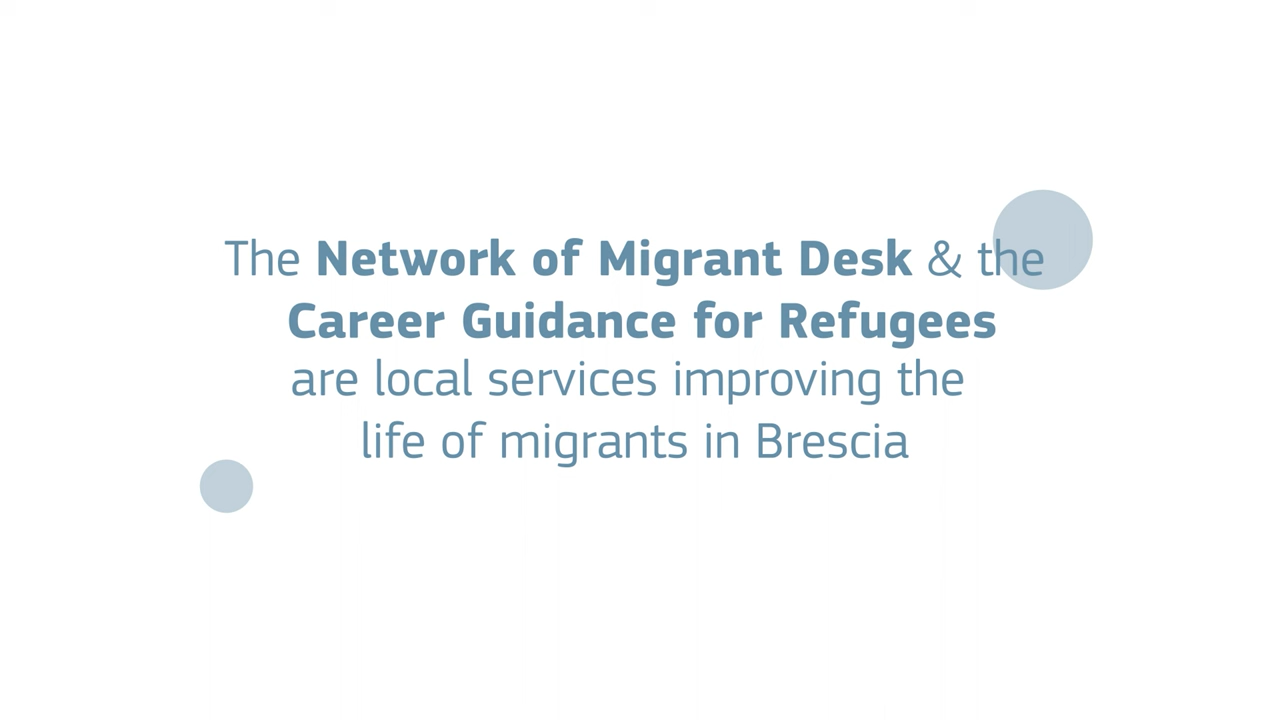 The Network of Migrant Desk & the
Career Guidance for Refugees
are local services improving the
life of migrants in Brescia